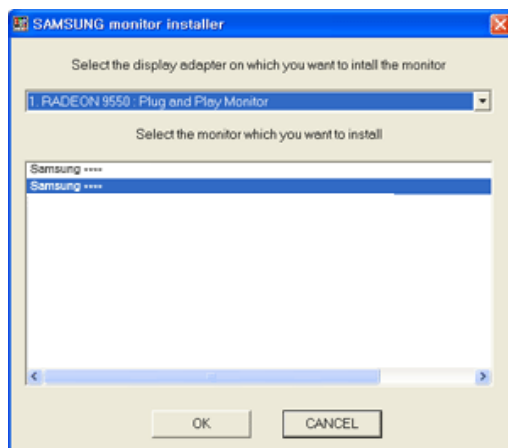 SAMSUNG monitor installer
Select the display adapter on which you want to intall the monitor
1. RADEON 9550 : Plug and Play Monitor
Select the monitor which you want to install
Samsung ****
Samsung ****
OK
CANCEL